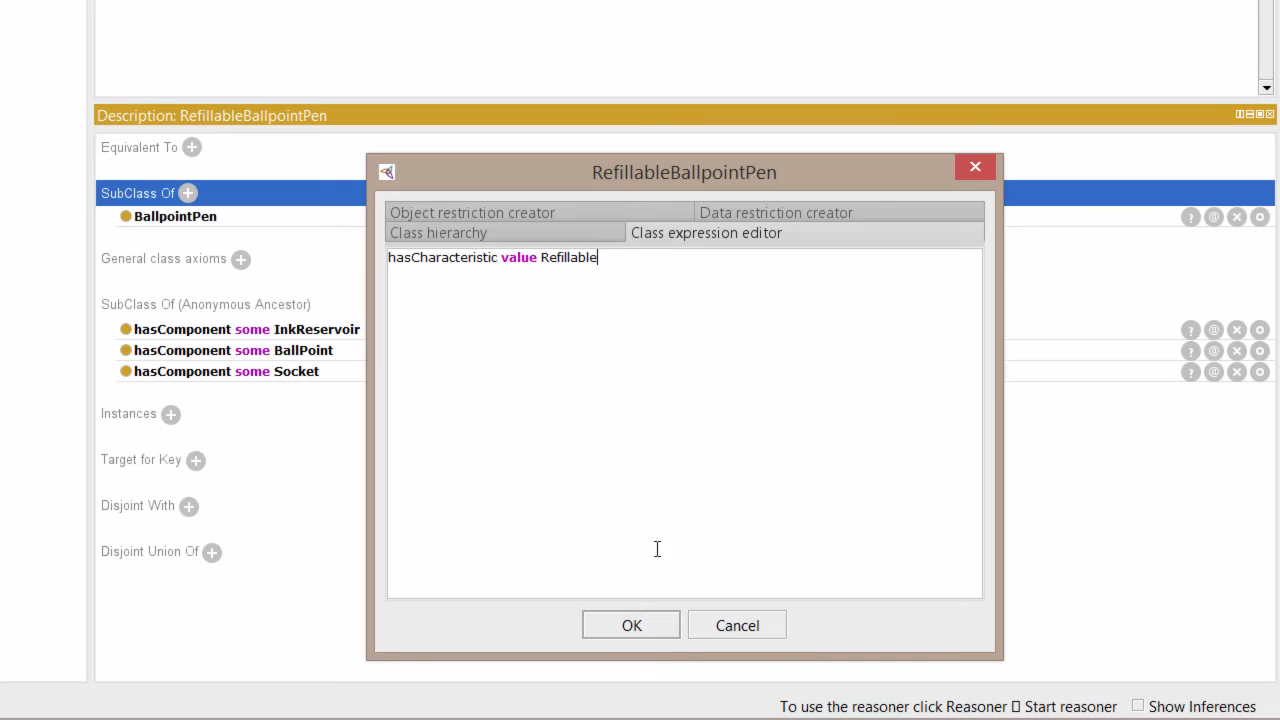 Description: RefillableBallpointPen
Equivalent To
RefillableBallpointPen
SubClass Of
BallpointPen
Object restriction creator
Data restriction creator
Class hierarchy
Class expression editor
hasCharacteristic value Refillable
General class axioms
SubClass Of (Anonymous Ancestor)
hasComponent some InkReservoir
hasComponent some BallPoint
hasComponent some Socket
Instances
Target for Key
Disjoint With
Disjoint Union Of
OK
Cancel
To use the reasoner click Reasoner Start reasoner
Show Inferences